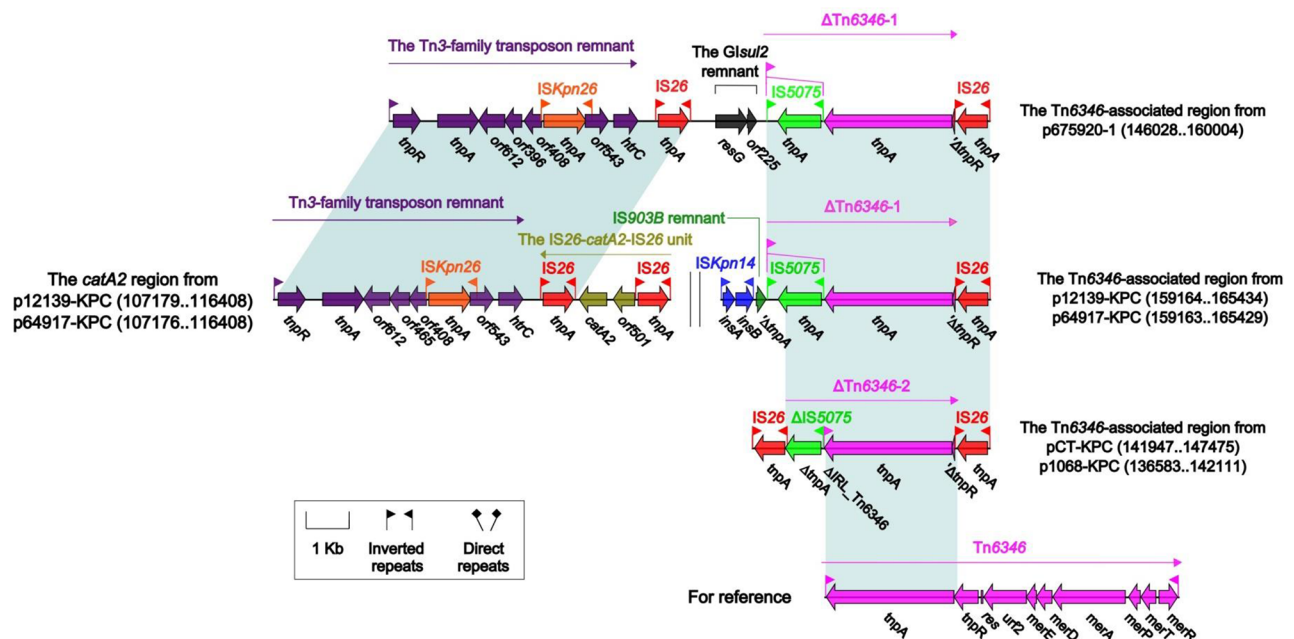 ΔTn6346-1
The Tn3-family transposon remnant
The GIsul2
remnant
ISKpn26
IS26
IS5075
IS26
The Tn6346-associated region from
p675920-1 (146028..160004)
tnpR
tnpA
orf612
orf396
orf408
tnpA
orf543
htrC
tnpA
resG
orf225
tnpA
tnpA
'ΔtnpR
tnpA
Tn3-family transposon remnant
IS903B remnant
ΔTn6346-1
The IS26-catA2-IS26 unit
The catA2 region from
p12139-KPC (107179..116408)
p64917-KPC (107176..116408)
ISKpn26
IS26
IS26
ISKpn14
IS5075
IS26
The Tn6346-associated region from
p12139-KPC (159164..165434)
p64917-KPC (159163..165429)
tnpR
tnpA
orf612
orf465
orf408
tnpA
orf543
htrC
tnpA
catA2
orf501
tnpA
insA
insB
'ΔtnpA
tnpA
tnpA
'ΔtnpR
tnpA
ΔTn6346-2
IS26
ΔIS5075
IS26
The Tn6346-associated region from
pCT-KPC (141947..147475)
p1068-KPC (136583..142111)
tnpA
ΔtnpA
ΔIRL_Tn6346
tnpA
'ΔtnpR
tnpA
1 Kb
Inverted
repeats
Direct
repeats
Tn6346
For reference
tnpA
tnpR
res
urf2
merE
merD
merA
merP
merT
merR